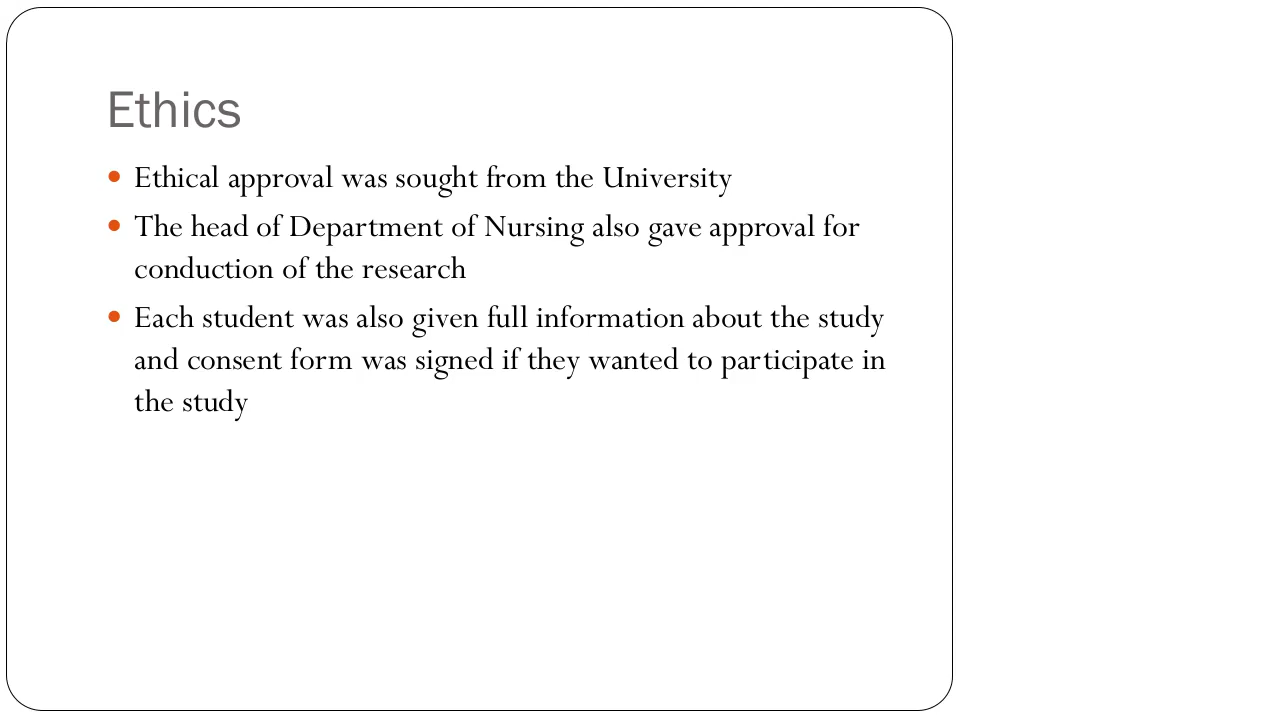 Ethics
Ethical approval was sought from the University
The head of Department of Nursing also gave approval for
conduction of the research
Each student was also given full information about the study
and consent form was signed if they wanted to participate in
the study